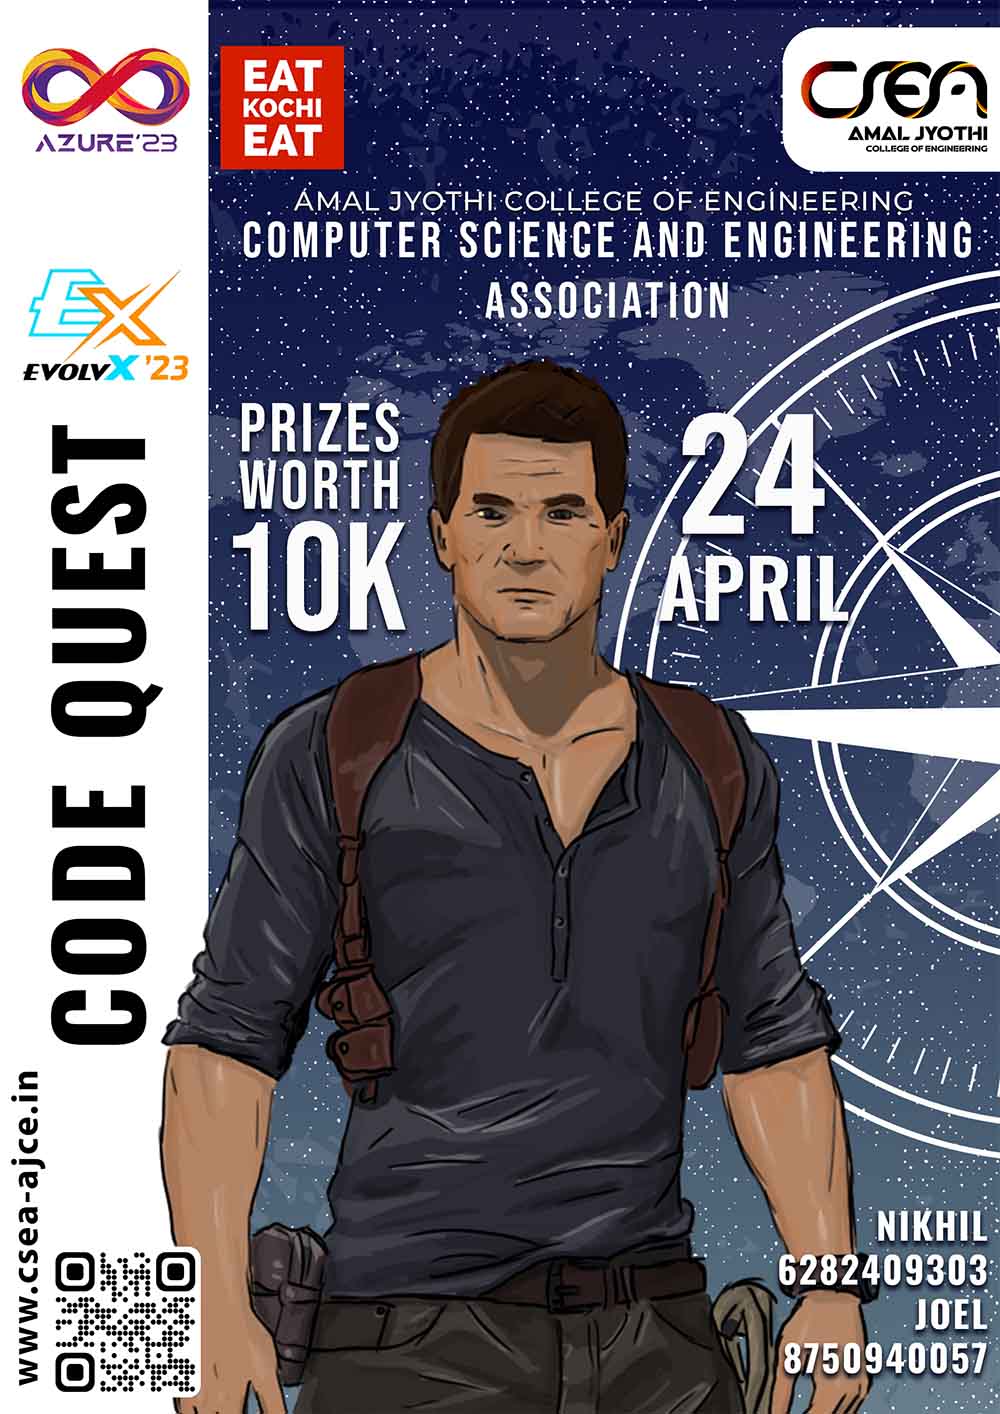 AZURE'23
EAT
KOCHI
EAT
CSEA
AMAL JYOTHI
COLLEGE OF ENGINEERING
AMAL JYOTHI COLLEGE OF ENGINEERING
COMPUTER SCIENCE AND ENGINEERING
ASSOCIATION
EX
EVOLVX '23
PRIZES
WORTH
10K
24
APRIL
CODE QUEST
www.csea-ajce.in
NIKHIL
6282409303
JOEL
8750940057